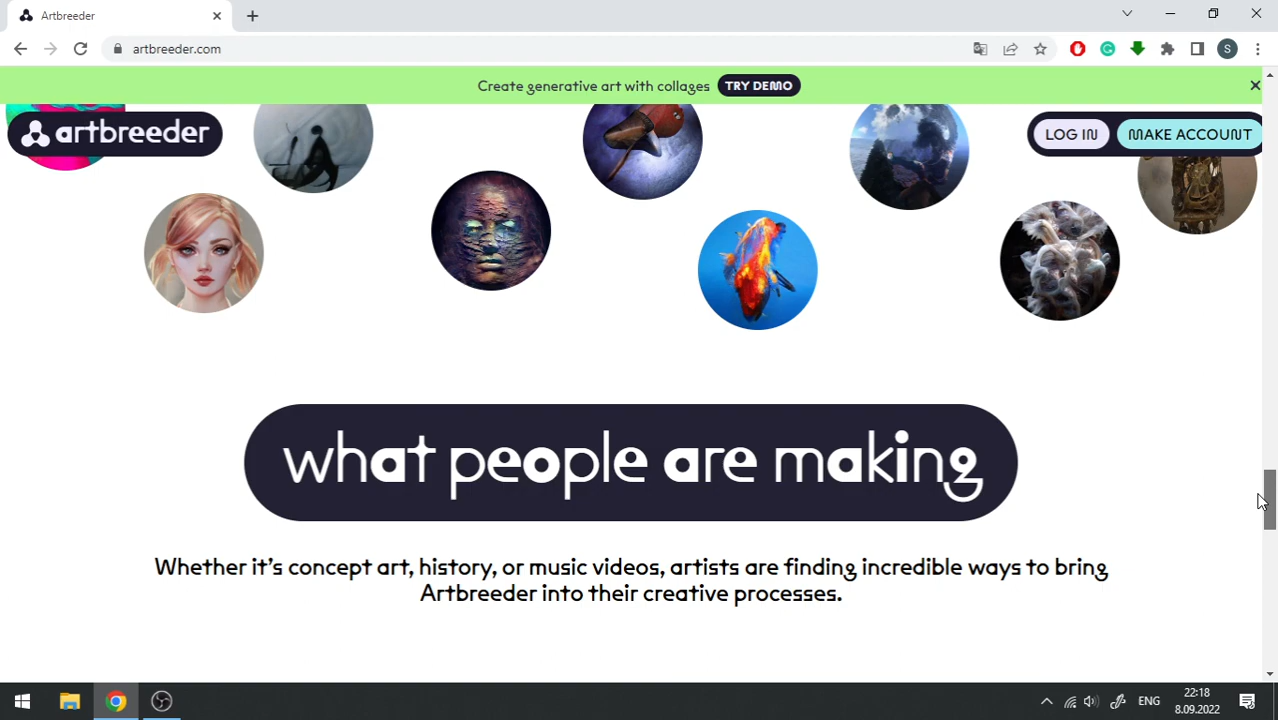 Artbreeder
artbreeder.com
S
Create generative art with collages TRY DEMO
artbreeder
LOG IN MAKE ACCOUNT
what people are making
Whether it's concept art, history, or music videos, artists are finding incredible ways to bring
Artbreeder into their creative processes.
ENG
22:18
8.09.2022